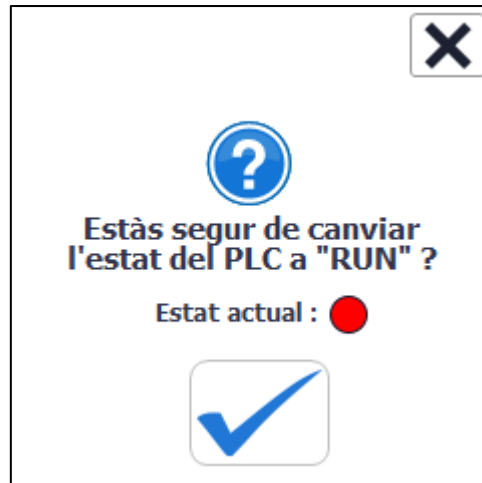 Estàs segur de canviar
l'estat del PLC a "RUN" ?
Estat actual :